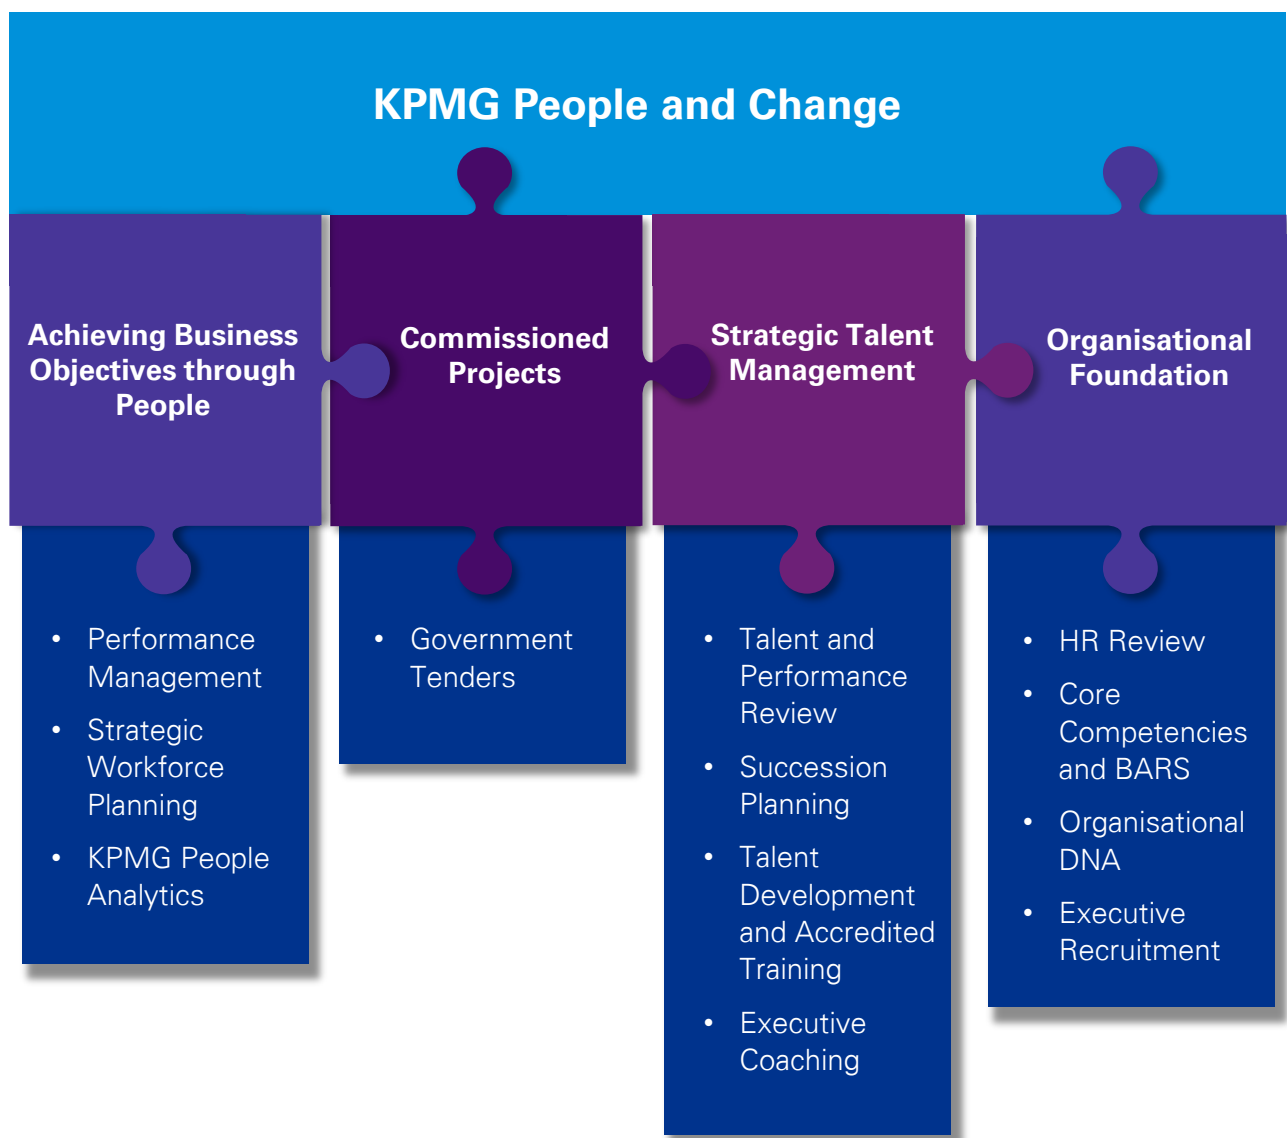 KPMG People and Change
Achieving Business
Objectives through
People
• Performance
Management
• Strategic
Workforce
Planning
• KPMG People
Analytics
Commissioned
Projects
• Government
Tenders
Strategic Talent
Management
• Talent and
Performance
Review
• Succession
Planning
• Talent
Development
and Accredited
Training
• Executive
Coaching
Organisational
Foundation
• HR Review
• Core
Competencies
and BARS
• Organisational
DNA
• Executive
Recruitment